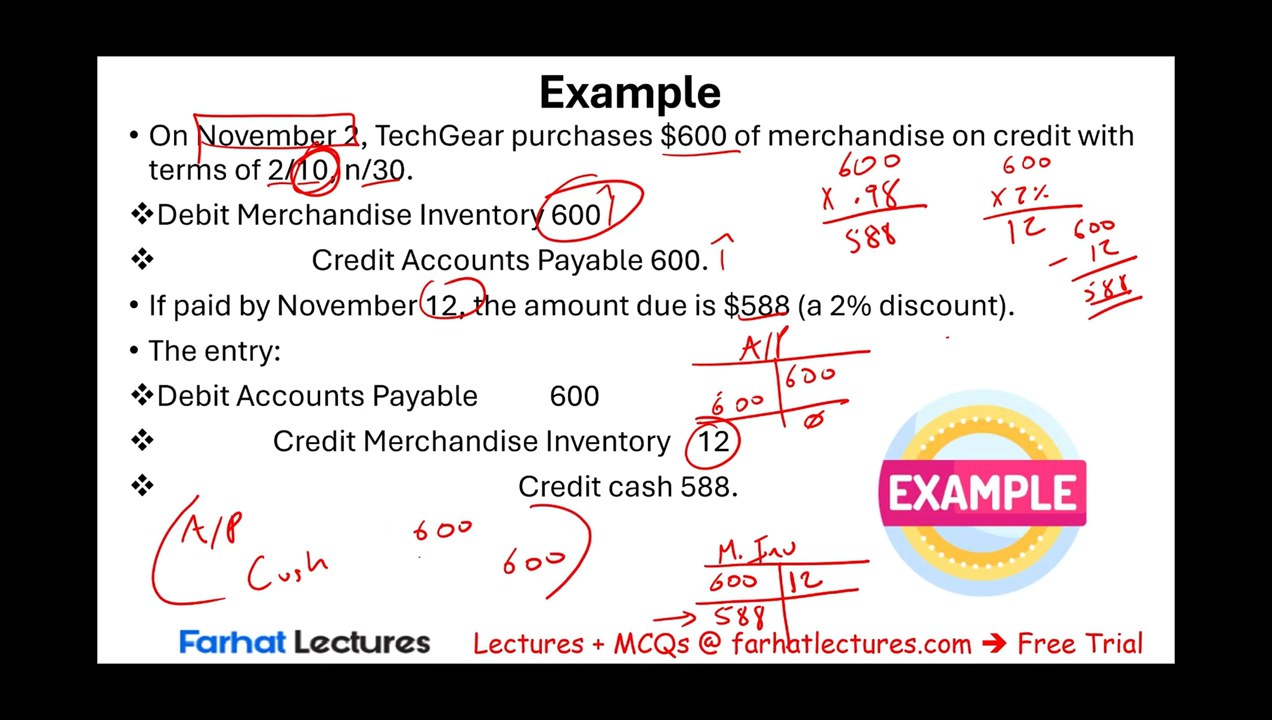 Example
• On November 2, TechGear purchases $600 of merchandise on credit with
terms of 2/10, n/30.
❖Debit Merchandise Inventory 600
❖ Credit Accounts Payable 600.
• If paid by November 12, the amount due is $588 (a 2% discount).
• The entry:
❖Debit Accounts Payable 600
❖ Credit Merchandise Inventory 12
❖ Credit cash 588.
600
x .98
588
600
x 2%
12
600
- 12
588
A/P
600
600
0
A/P 600
Cash 600
M. Inv
600 12
588
EXAMPLE
Farhat Lectures
Lectures + MCQs @ farhatlectures.com ➔ Free Trial